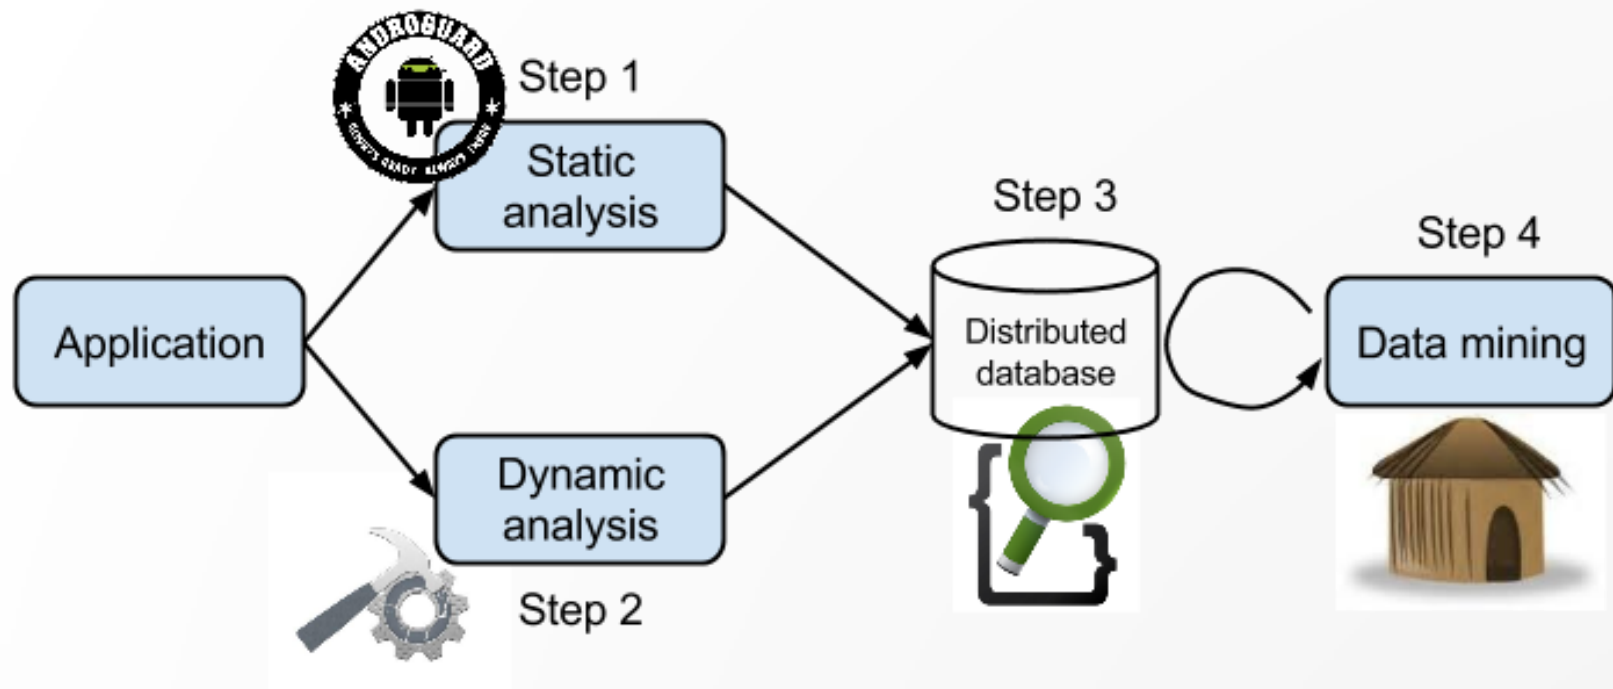 ANDROGUARD
Step 1
Static
analysis
Application
Dynamic
analysis
Step 2
Step 3
Distributed
database
Step 4
Data mining